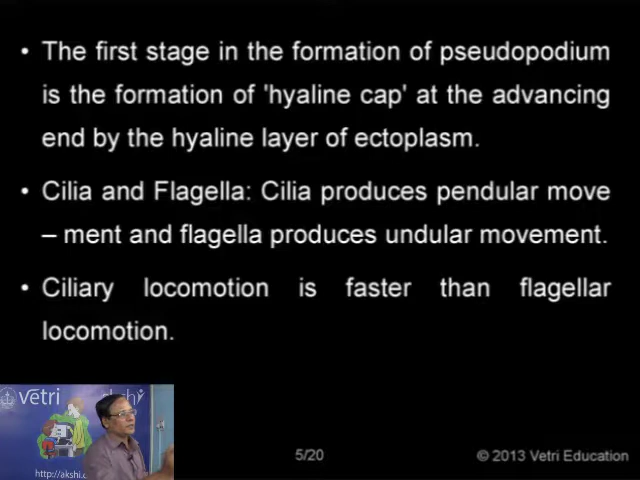 • The first stage in the formation of pseudopodium
is the formation of 'hyaline cap' at the advancing
end by the hyaline layer of ectoplasm.
• Cilia and Flagella: Cilia produces pendular move
– ment and flagella produces undular movement.
• Ciliary locomotion is faster than flagellar
locomotion.
vetri akshi
http://ak
5/20
© 2013 Vetri Education